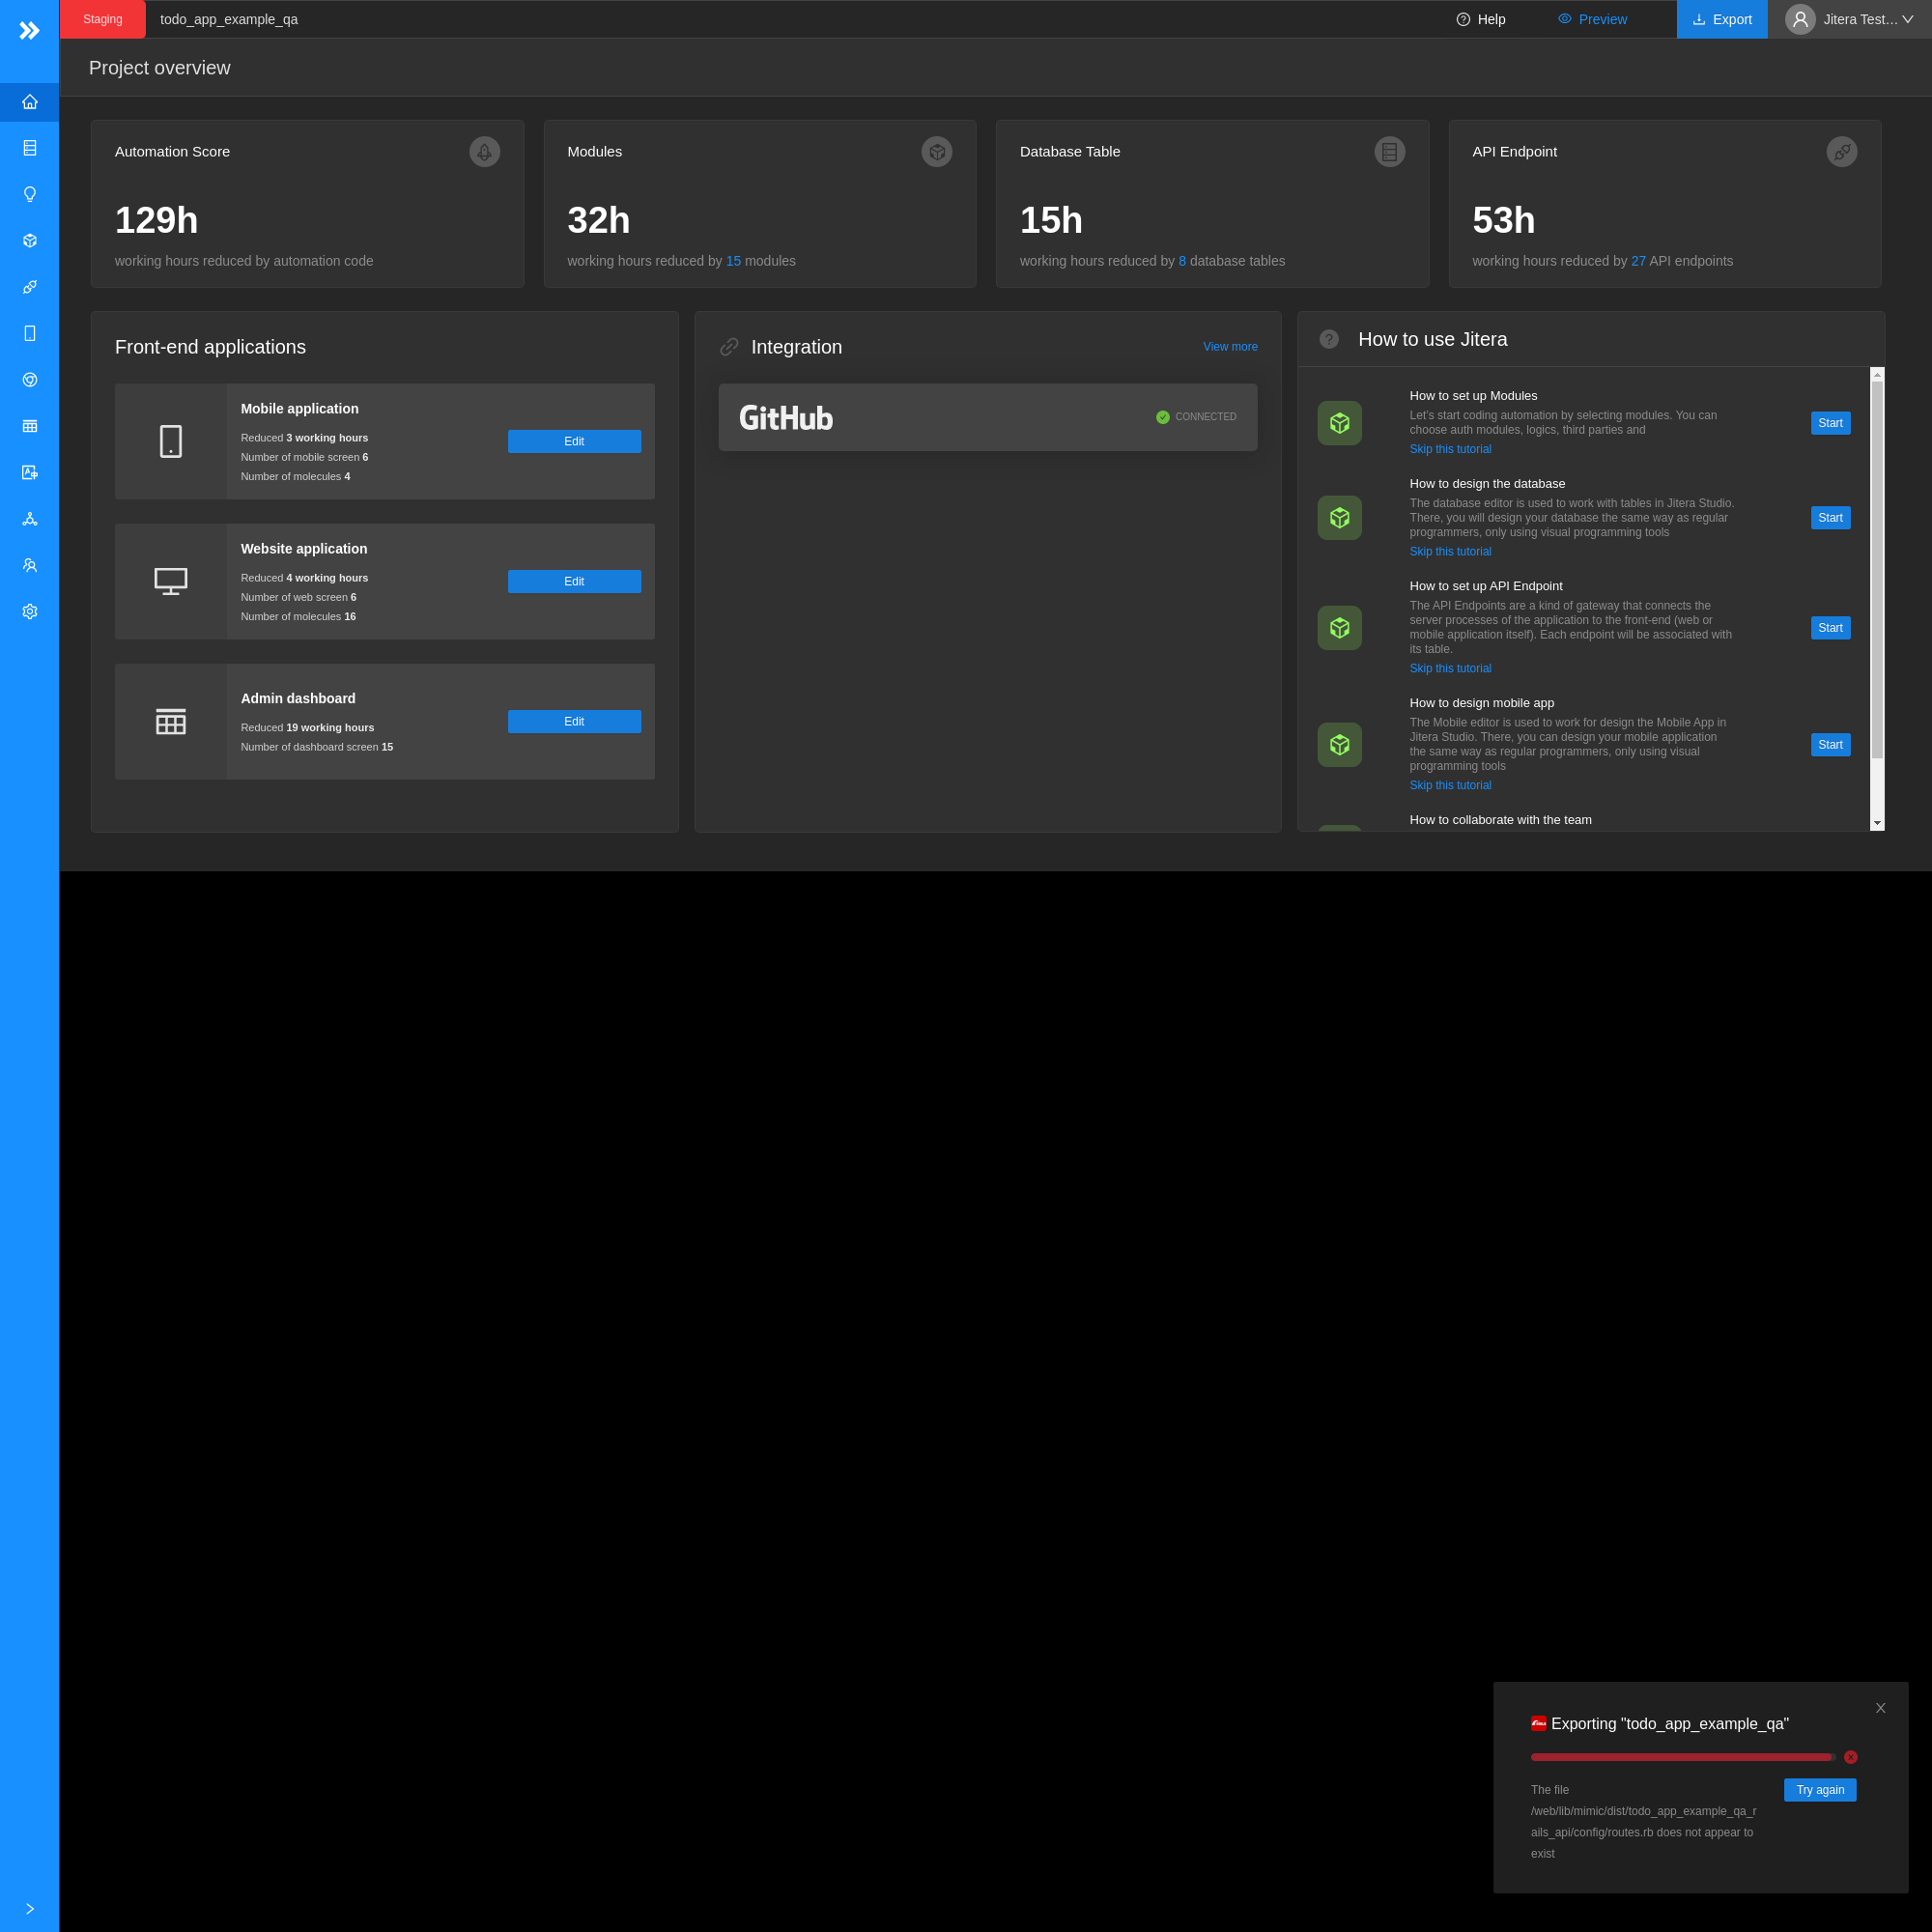 Staging
todo_app_example_qa
Help
Preview
Export
Jitera Test…
Project overview
Automation Score
129h
working hours reduced by automation code
Modules
32h
working hours reduced by 15 modules
Database Table
15h
working hours reduced by 8 database tables
API Endpoint
53h
working hours reduced by 27 API endpoints
Front-end applications
Mobile application
Reduced 3 working hours
Number of mobile screen 6
Number of molecules 4
Edit
Website application
Reduced 4 working hours
Number of web screen 6
Number of molecules 16
Edit
Admin dashboard
Reduced 19 working hours
Number of dashboard screen 15
Edit
Integration
View more
GitHub
CONNECTED
How to use Jitera
How to set up Modules
Let's start coding automation by selecting modules. You can
choose auth modules, logics, third parties and
Skip this tutorial
Start
How to design the database
The database editor is used to work with tables in Jitera Studio.
There, you will design your database the same way as regular
programmers, only using visual programming tools
Skip this tutorial
Start
How to set up API Endpoint
The API Endpoints are a kind of gateway that connects the
server processes of the application to the front-end (web or
mobile application itself). Each endpoint will be associated with
its table.
Skip this tutorial
Start
How to design mobile app
The Mobile editor is used to work for design the Mobile App in
Jitera Studio. There, you can design your mobile application
the same way as regular programmers, only using visual
programming tools
Skip this tutorial
Start
How to collaborate with the team
Exporting "todo_app_example_qa"
The file
/web/lib/mimic/dist/todo_app_example_qa_r
ails_api/config/routes.rb does not appear to
exist
Try again